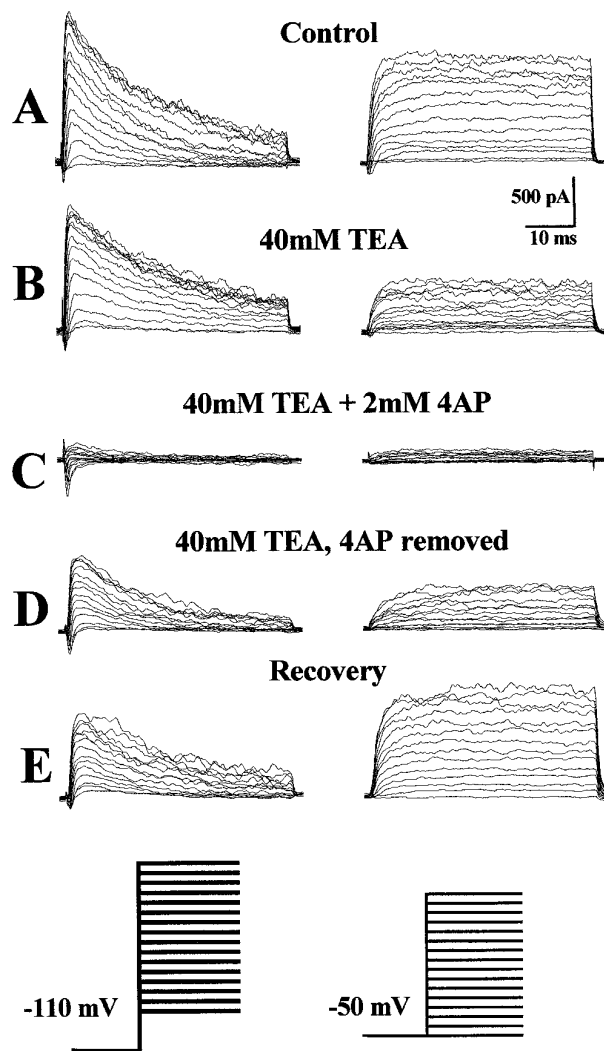 Control
A
500 pA
10 ms
40mM TEA
B
40mM TEA + 2mM 4AP
C
40mM TEA, 4AP removed
D
Recovery
E
-110 mV
-50 mV